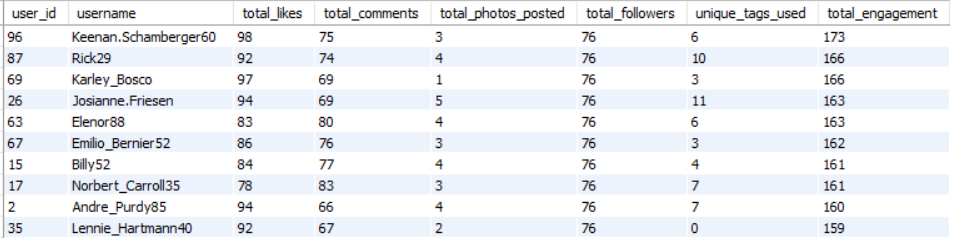 user_id username total_likes total_comments total_photos_posted total_followers unique_tags_used total_engagement
96 Keenan.Schamberger60 98 75 3 76 6 173
87 Rick29 92 74 4 76 10 166
69 Karley_Bosco 97 69 1 76 3 166
26 Josianne.Friesen 94 69 5 76 11 163
63 Elenor88 83 80 4 76 6 163
67 Emilio_Bernier52 86 76 3 76 3 162
15 Billy52 84 77 4 76 4 161
17 Norbert_Carroll35 78 83 3 76 7 161
2 Andre_Purdy85 94 66 4 76 7 160
35 Lennie_Hartmann40 92 67 2 76 0 159